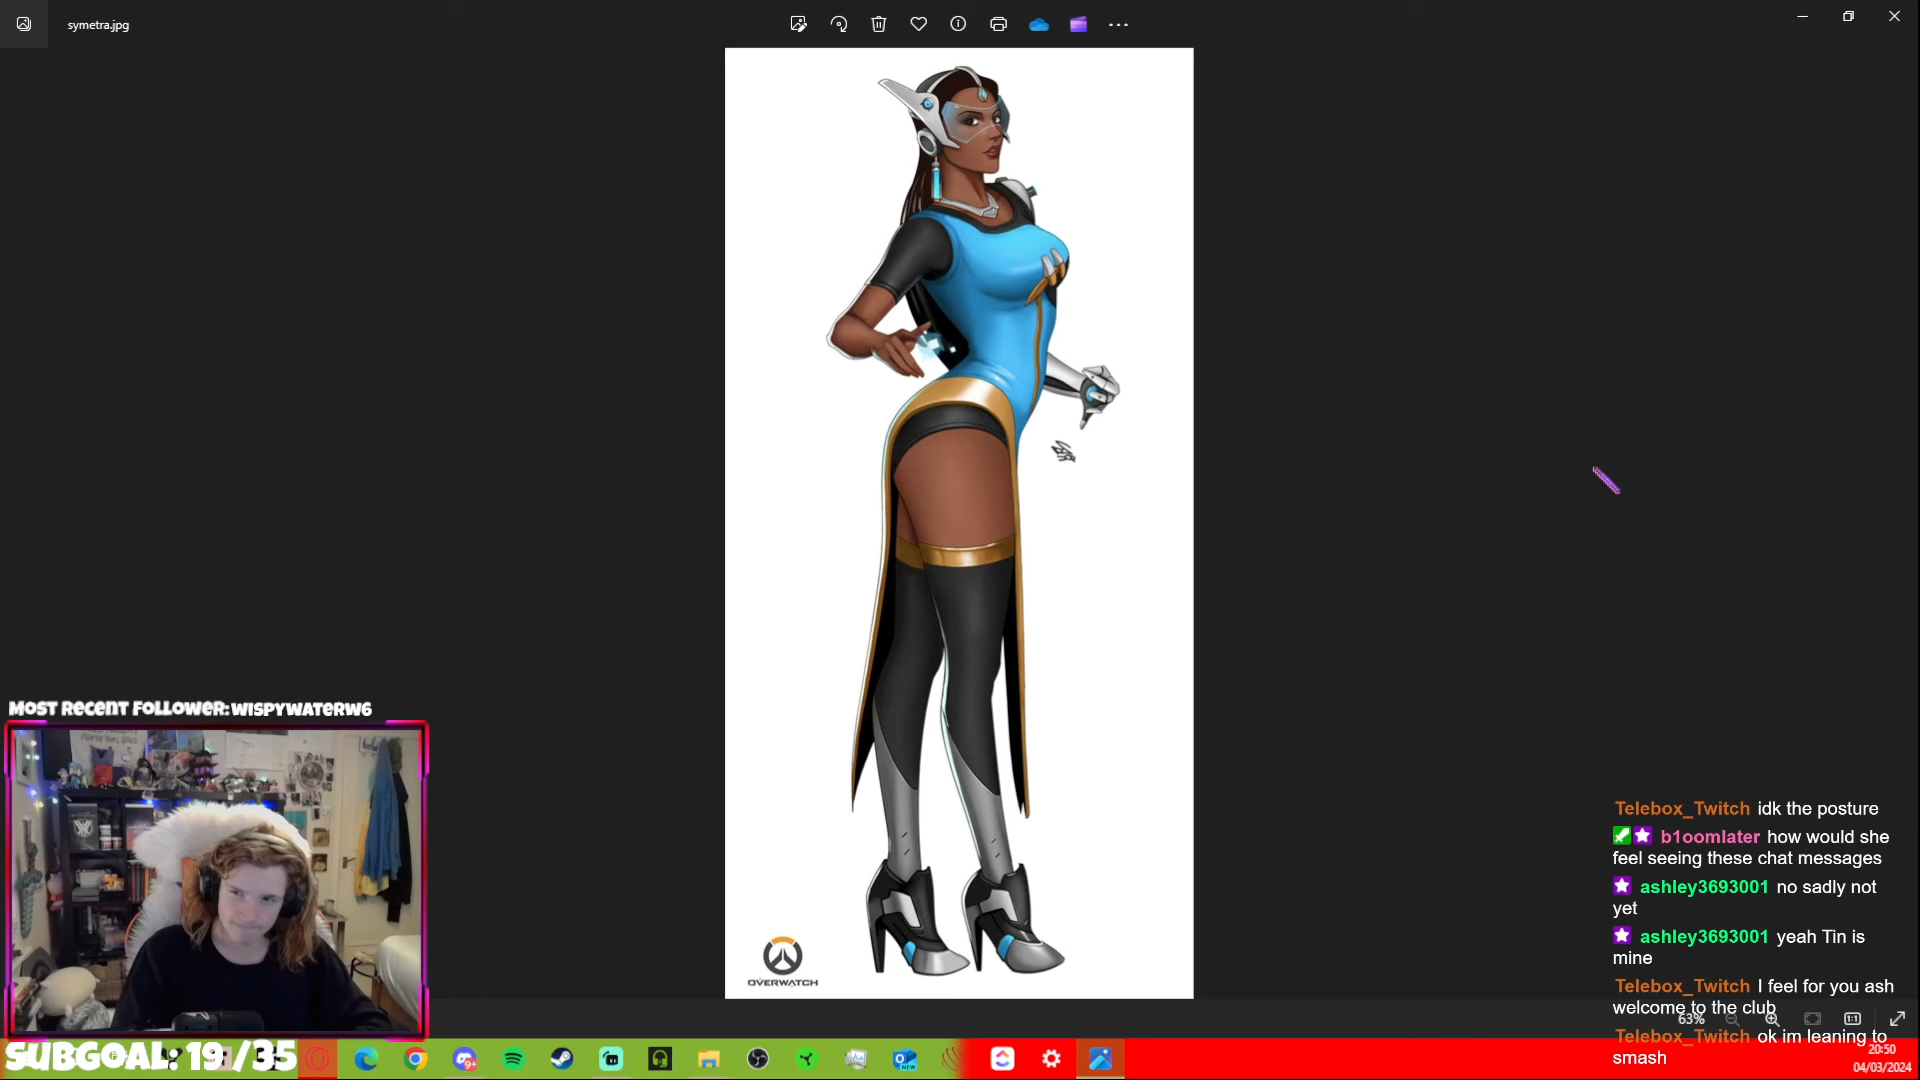 symetra.jpg
OVERWATCH
MOST RECENT FOLLOWER: WISPYWATERW6
Telebox_Twitch idk the posture
b1oomlater how would she
feel seeing these chat messages
ashley3693001 no sadly not
yet
ashley3693001 yeah Tin is
mine
Telebox_Twitch I feel for you ash
welcome to the club
63%
Telebox_Twitch ok im leaning to
smash
SUBGOAL: 19/35
20:50
04/03/2024